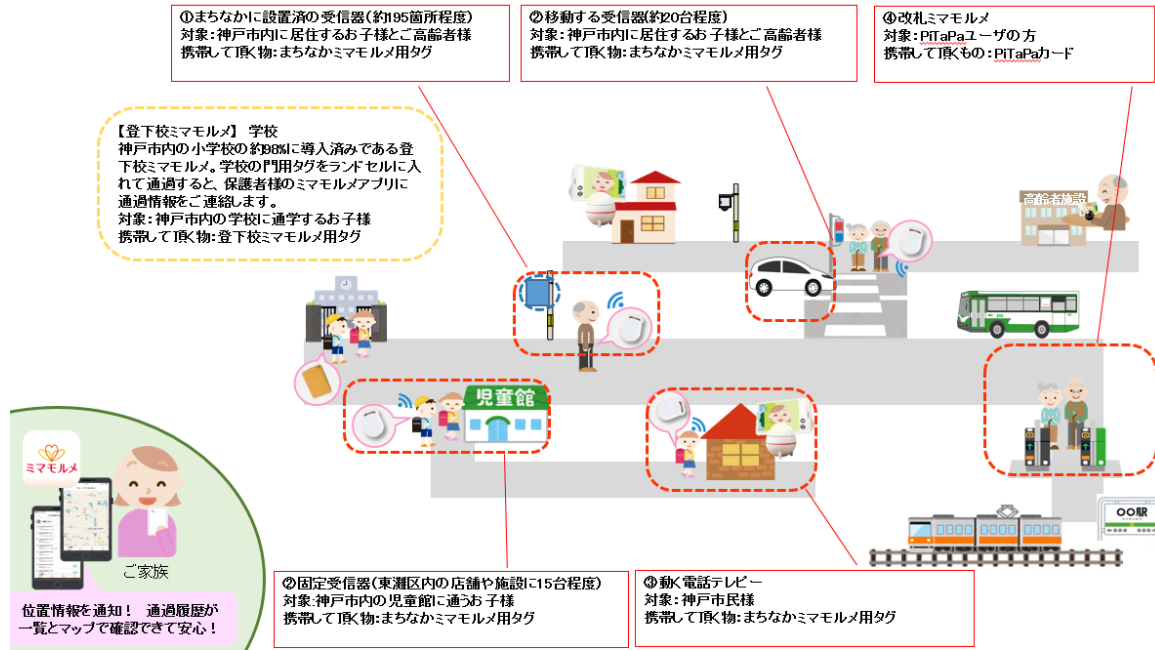 ①まちなかに設置済の受信器(約195箇所程度)
対象:神戸市内に居住するお子様とご高齢者様
携帯して頂く物:まちなかミマモルメ用タグ
②移動する受信器(約20台程度)
対象:神戸市内に居住するお子様とご高齢者様
携帯して頂く物:まちなかミマモルメ用タグ
④改札ミマモルメ
対象:PiTaPaユーザの方
携帯して頂くもの:PiTaPaカード
【登下校ミマモルメ】 学校
神戸市内の小学校の約98%に導入済みである登
下校ミマモルメ。学校の門用タグをランドセルに入
れて通過すると、保護者様のミマモルメアプリに
通過情報をご連絡します。
対象:神戸市内の学校に通学するお子様
携帯して頂く物:登下校ミマモルメ用タグ
高齢者施設
児童館
〇〇駅
ミマモルメ
ご家族
位置情報を通知! 通過履歴が
一覧とマップで確認できて安心!
②固定受信器(東灘区内の店舗や施設に15台程度)
対象:神戸市内の児童館に通うお子様
携帯して頂く物:まちなかミマモルメ用タグ
③動く電話テレピー
対象:神戸市民様
携帯して頂く物:まちなかミマモルメ用タグ